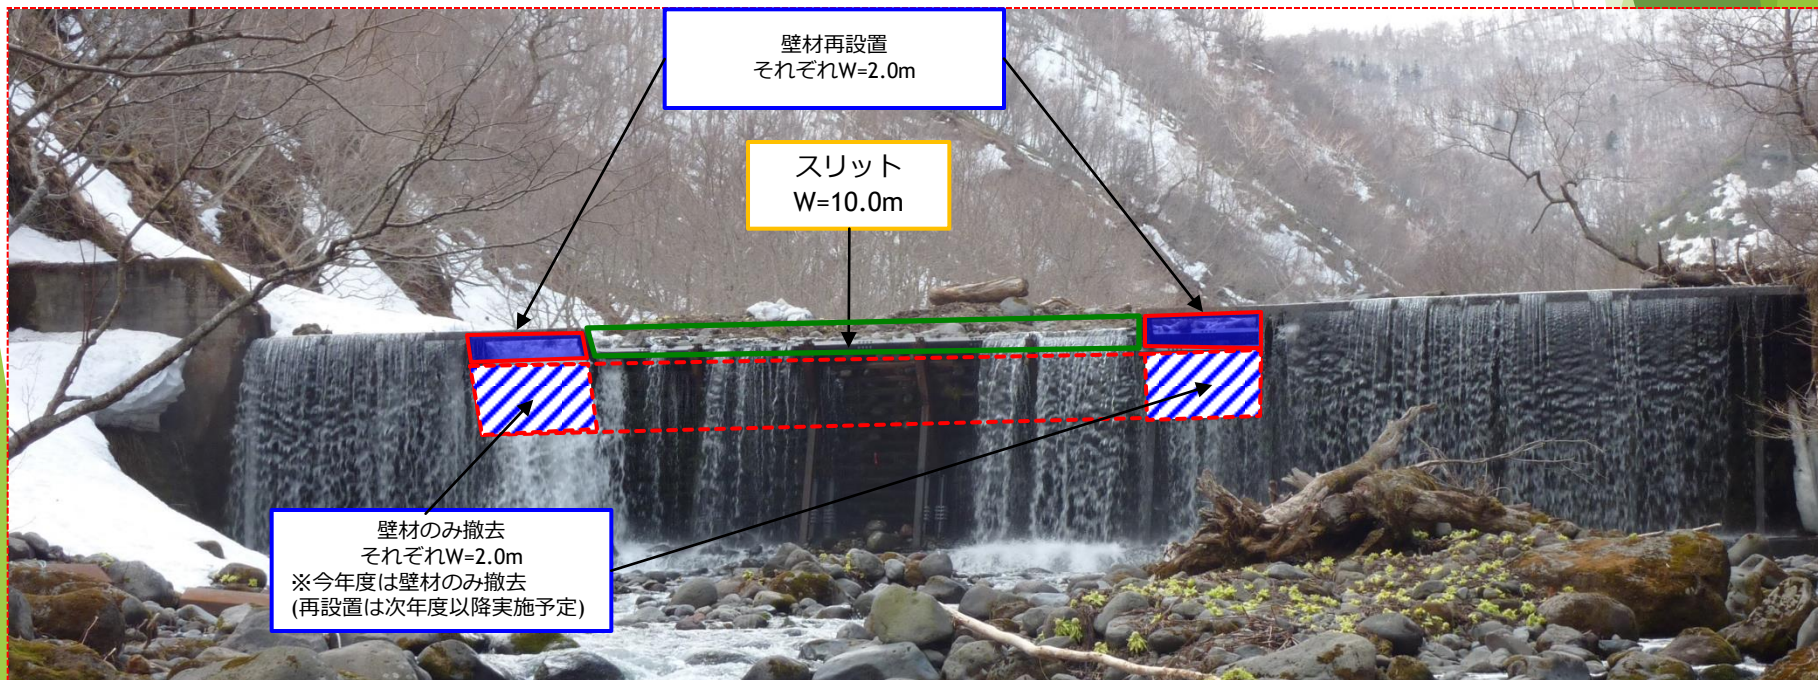 壁材再設置
それぞれW=2.0m
スリット
W=10.0m
壁材のみ撤去
それぞれW=2.0m
※今年度は壁材のみ撤去
(再設置は次年度以降実施予定)